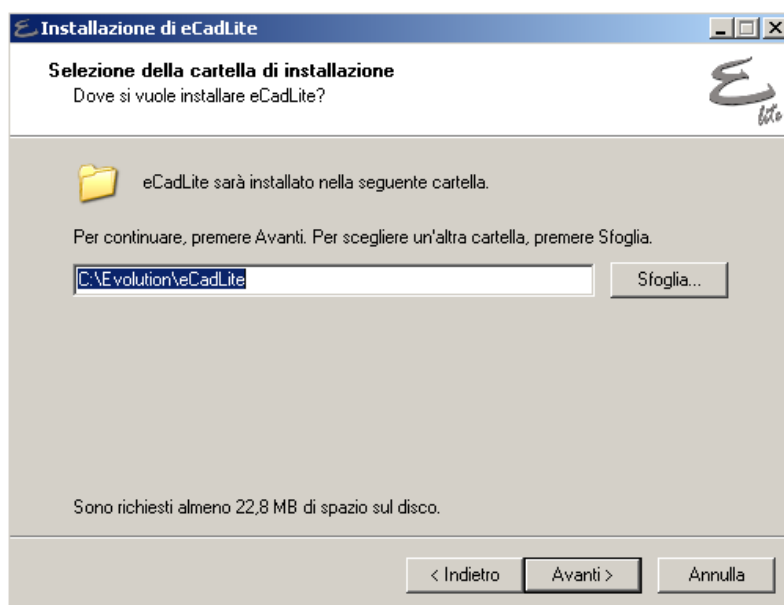 Installazione di eCadLite
Selezione della cartella di installazione
Dove si vuole installare eCadLite?
lite
eCadLite sarà installato nella seguente cartella.
Per continuare, premere Avanti. Per scegliere un'altra cartella, premere Sfoglia.
C:\Evolution\eCadLite
Sfoglia...
Sono richiesti almeno 22,8 MB di spazio sul disco.
< Indietro
Avanti >
Annulla